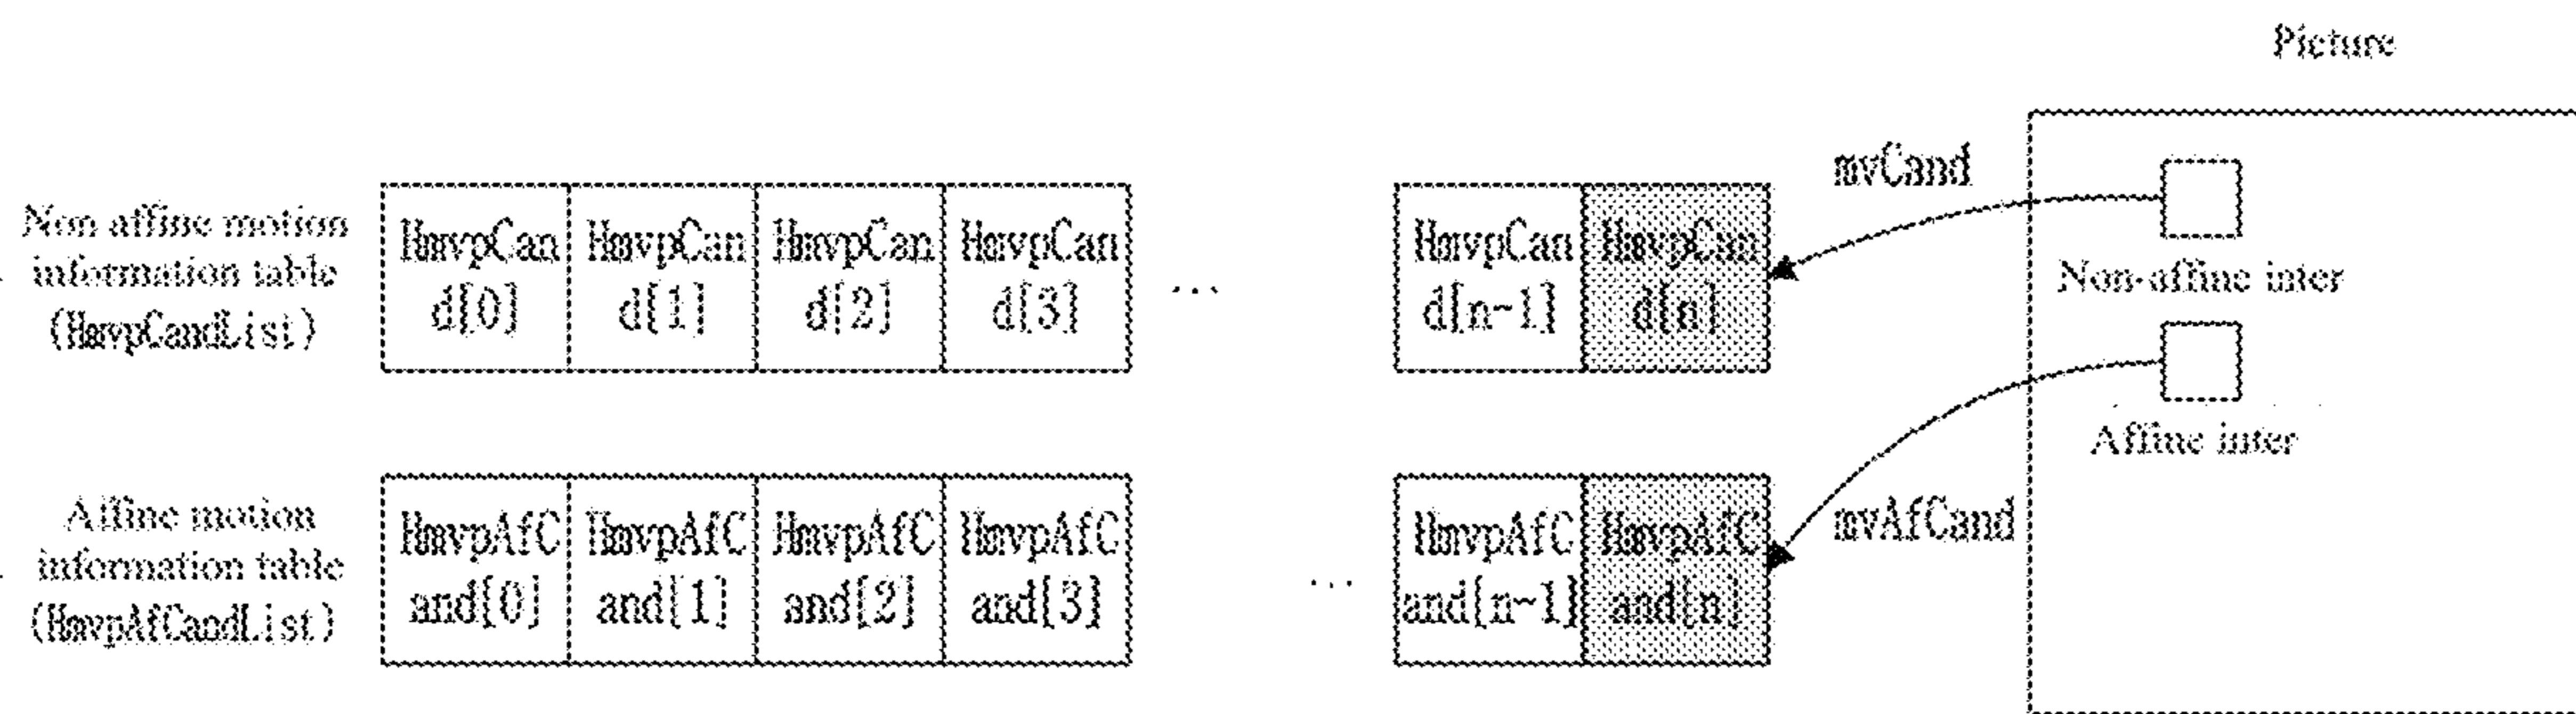 Picture
mvCand
Non-affine inter
Affine inter
mvAfCand
Non affine motion
information table
(HmvpCandList)
HmvpCan
d[0]
HmvpCan
d[1]
HmvpCan
d[2]
HmvpCan
d[3]
...
HmvpCan
d[n-1]
HmvpCan
d[n]
Affine motion
information table
(HmvpAfCandList)
HmvpAfC
and[0]
HmvpAfC
and[1]
HmvpAfC
and[2]
HmvpAfC
and[3]
...
HmvpAfC
and[n-1]
HmvpAfC
and[n]